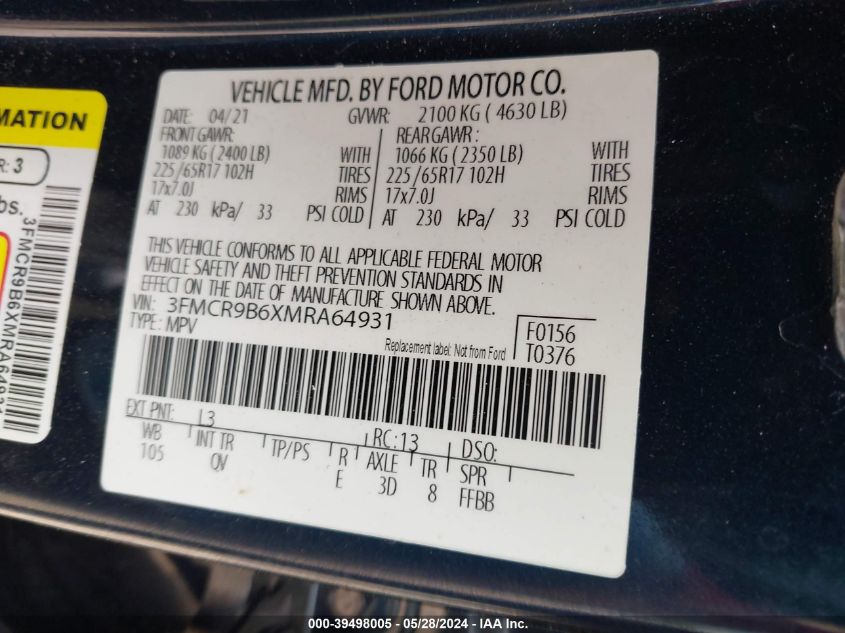 MATION
R: 3
bs.
3FMCR9B6XMRA64931
VEHICLE MFD. BY FORD MOTOR CO.
DATE: 04/21 GVWR: 2100 KG ( 4630 LB)
FRONT GAWR: REAR GAWR :
1089 KG (2400 LB) WITH 1066 KG (2350 LB) WITH
225 /65R17 102H TIRES 225 /65R17 102H TIRES
17x7.0J RIMS 17x7.0J RIMS
AT 230 kPa/ 33 PSI COLD AT 230 kPa/ 33 PSI COLD
THIS VEHICLE CONFORMS TO ALL APPLICABLE FEDERAL MOTOR
VEHICLE SAFETY AND THEFT PREVENTION STANDARDS IN
EFFECT ON THE DATE OF MANUFACTURE SHOWN ABOVE.
VIN: 3FMCR9B6XMRA64931
TYPE: MPV
F0156
Replacement label: Not from Ford T0376
EXT PNT: L3 RC: 13 DSO:
WB INT TR TP/PS R AXLE TR SPR
105 QV E 3D 8 FFBB
000-39498005 - 05/28/2024 - IAA Inc.